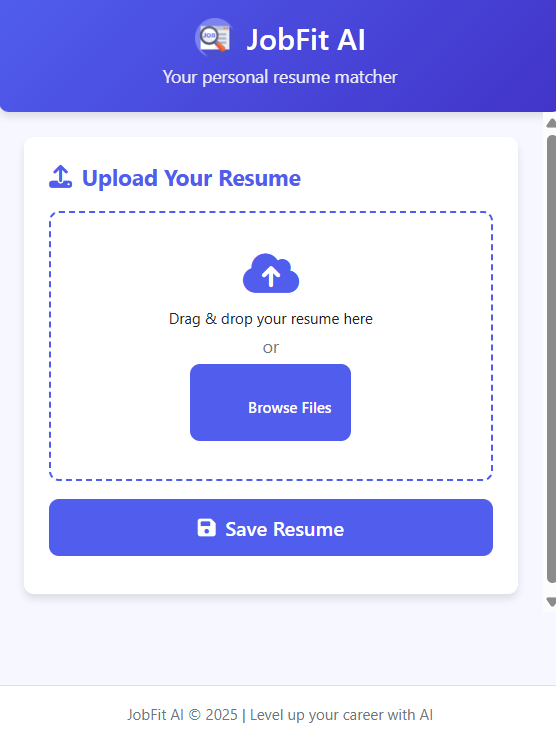 JobFit AI
Your personal resume matcher
Upload Your Resume
Drag & drop your resume here
or
Browse Files
Save Resume
JobFit AI © 2025 | Level up your career with AI